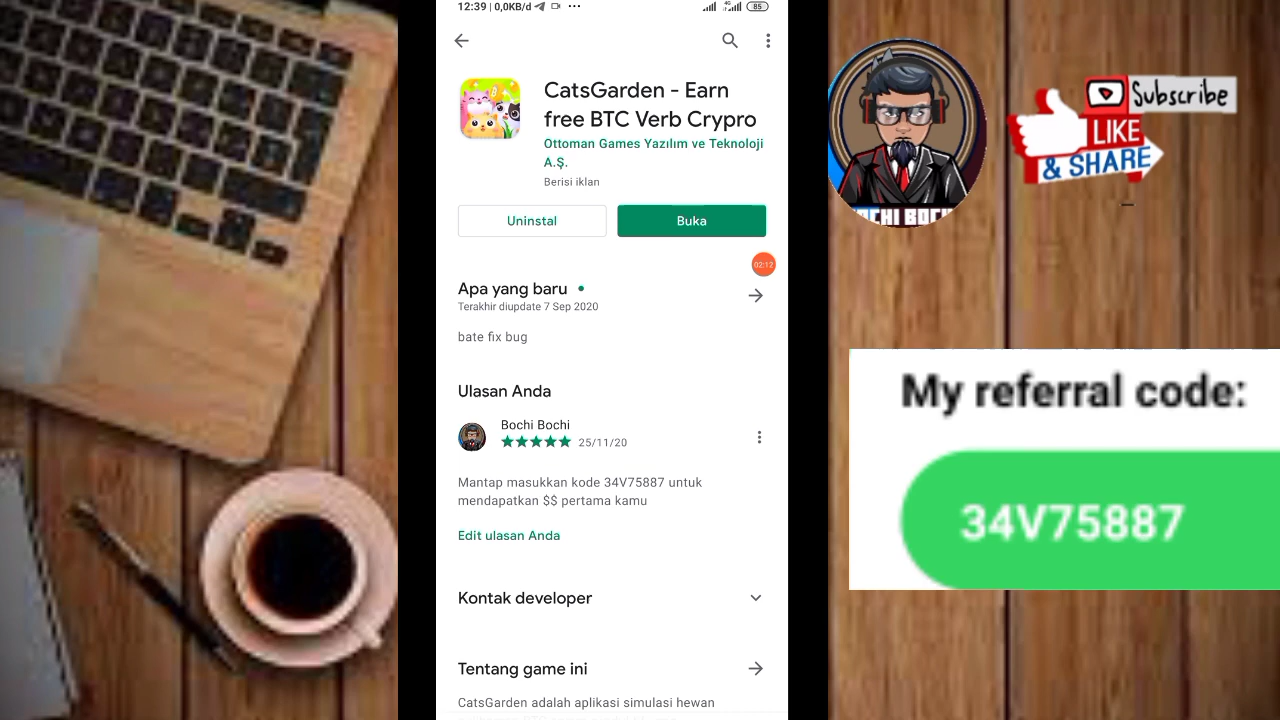 12:39 | 0,0KB/d
85
CatsGarden - Earn
free BTC Verb Crypro
Ottoman Games Yazılım ve Teknoloji
A.Ş.
Berisi iklan
Uninstal
Buka
02:12
Apa yang baru
Terakhir diupdate 7 Sep 2020
bate fix bug
Ulasan Anda
Bochi Bochi
25/11/20
Mantap masukkan kode 34V75887 untuk
mendapatkan $$ pertama kamu
Edit ulasan Anda
Kontak developer
Tentang game ini
CatsGarden adalah aplikasi simulasi hewan
Subscribe
LIKE
& SHARE
My referral code:
34V75887